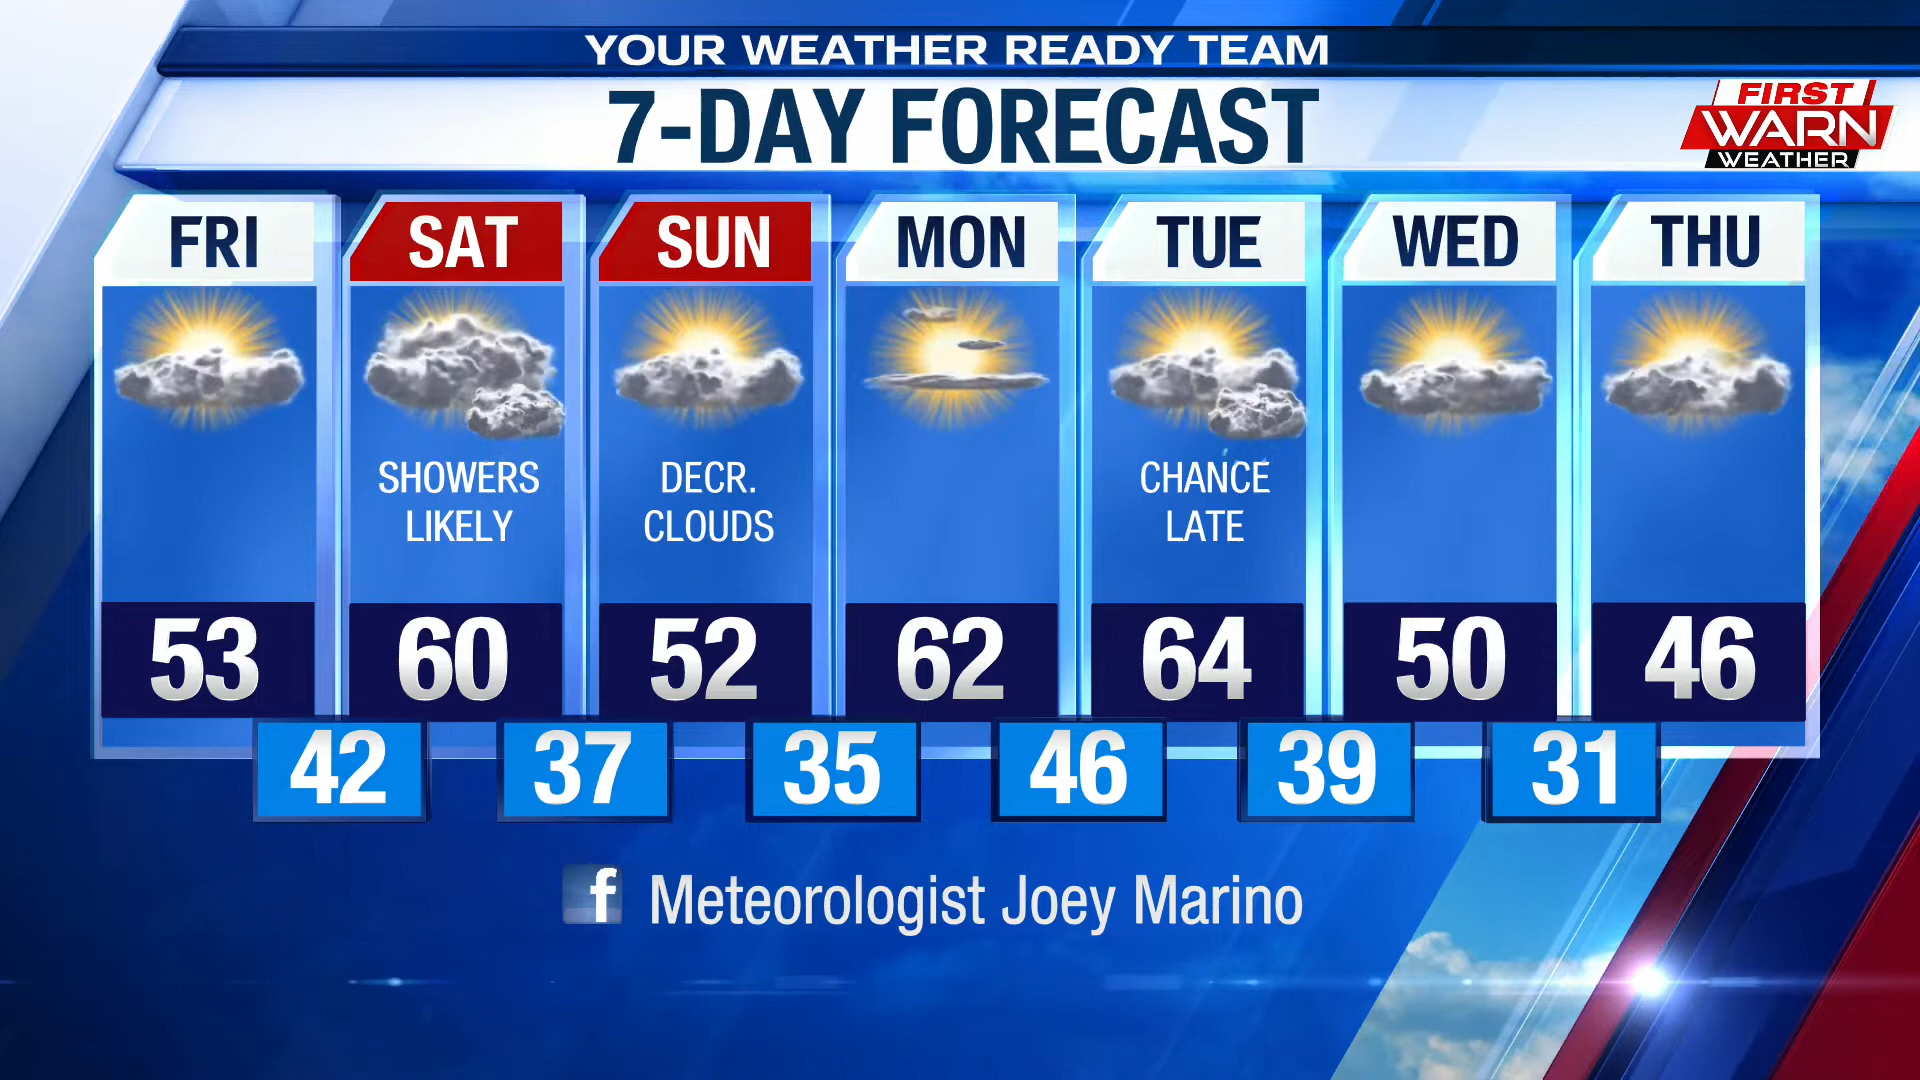 YOUR WEATHER READY TEAM
7-DAY FORECAST
FIRST
WARN
WEATHER
FRI
SAT
SUN
MON
TUE
WED
THU
SHOWERS
LIKELY
DECR.
CLOUDS
CHANCE
LATE
53
60
52
62
64
50
46
42
37
35
46
39
31
f Meteorologist Joey Marino